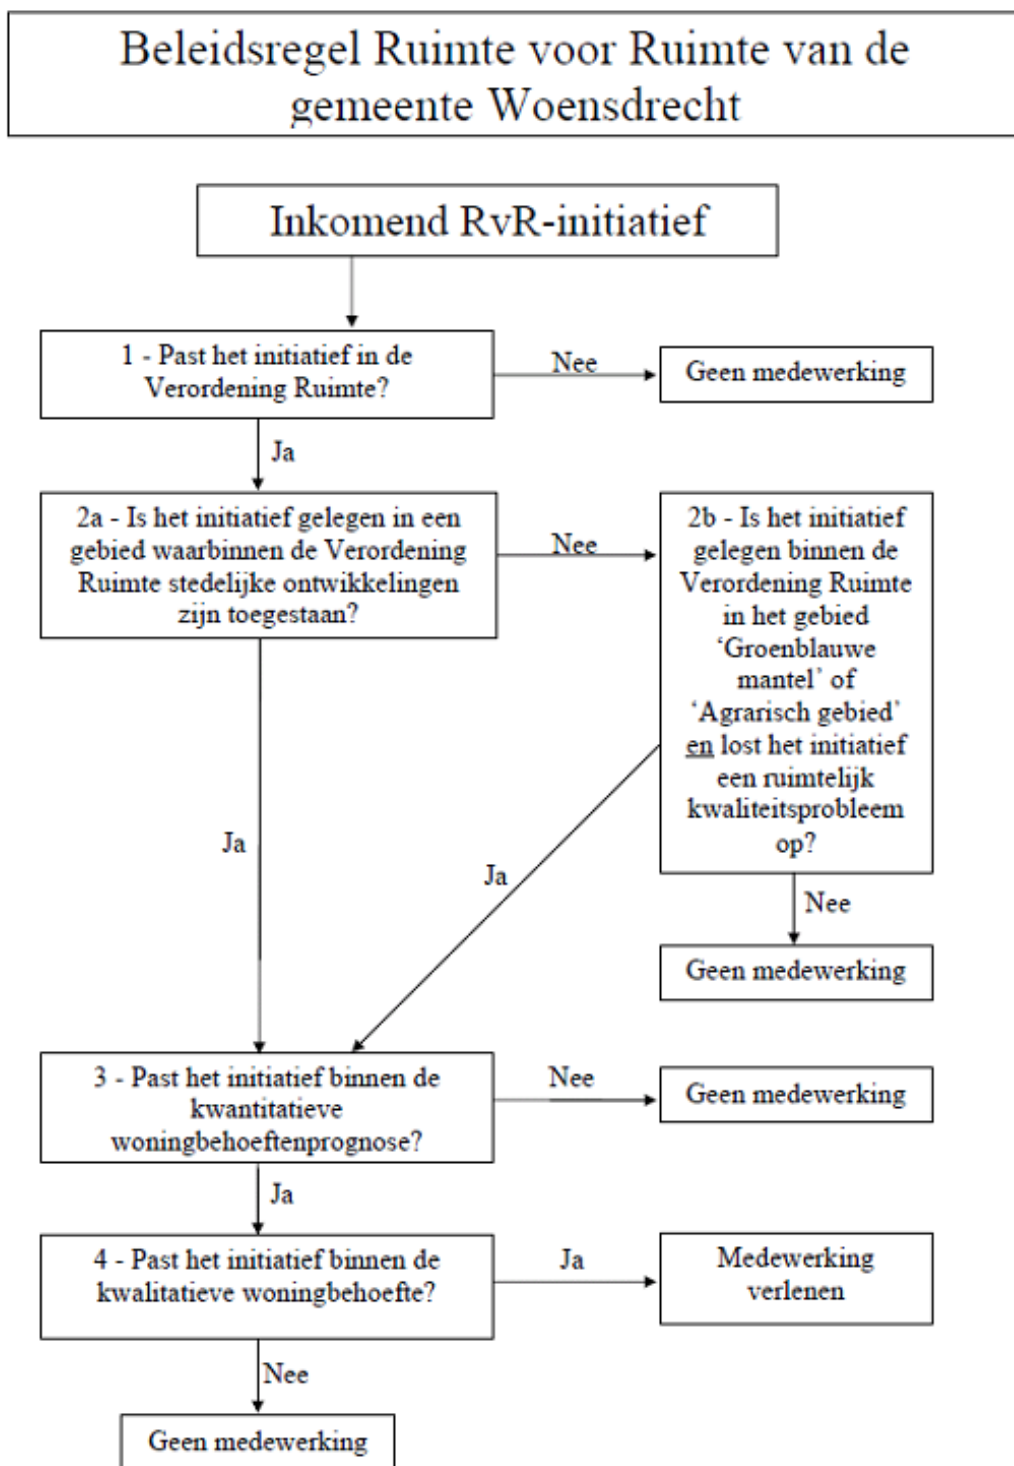 Beleidsregel Ruimte voor Ruimte van de
gemeente Woensdrecht
Inkomend RvR-initiatief
1 - Past het initiatief in de
Verordening Ruimte?
Nee
Geen medewerking
Ja
2a - Is het initiatief gelegen in een
gebied waarbinnen de Verordening
Ruimte stedelijke ontwikkelingen
zijn toegestaan?
Nee
2b - Is het initiatief
gelegen binnen de
Verordening Ruimte
in het gebied
‘Groenblauwe
mantel’ of
‘Agrarisch gebied’
en lost het initiatief
een ruimtelijk
kwaliteitsprobleem
op?
Ja
Ja
Nee
Geen medewerking
3 - Past het initiatief binnen de
kwantitatieve
woningbehoeftenprognose?
Nee
Geen medewerking
Ja
4 - Past het initiatief binnen de
kwalitatieve woningbehoefte?
Ja
Medewerking
verlenen
Nee
Geen medewerking